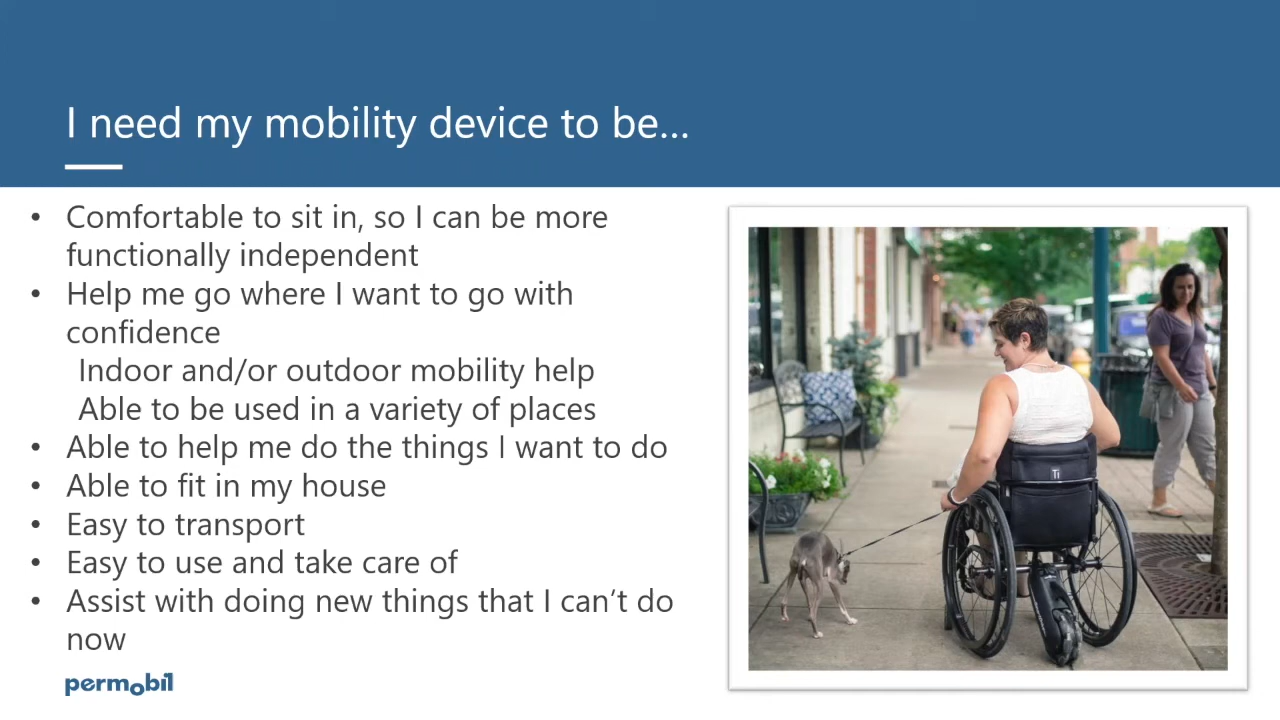 I need my mobility device to be...
• Comfortable to sit in, so I can be more
functionally independent
• Help me go where I want to go with
confidence
Indoor and/or outdoor mobility help
Able to be used in a variety of places
• Able to help me do the things I want to do
• Able to fit in my house
• Easy to transport
• Easy to use and take care of
• Assist with doing new things that I can’t do
now
permobil
Ti